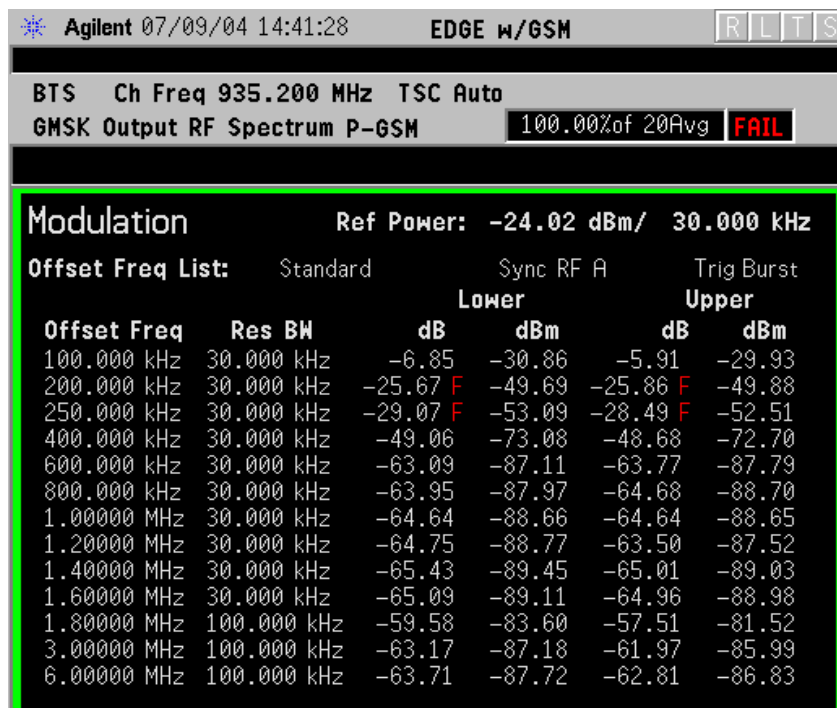 Agilent 07/09/04 14:41:28 EDGE w/GSM R L T S
BTS Ch Freq 935.200 MHz TSC Auto
GMSK Output RF Spectrum P-GSM 100.00%of 20Avg FAIL
Modulation Ref Power: -24.02 dBm/ 30.000 kHz
Offset Freq List: Standard Sync RF A Trig Burst
Lower Upper
Offset Freq Res BW dB dBm dB dBm
100.000 kHz 30.000 kHz -6.85 -30.86 -5.91 -29.93
200.000 kHz 30.000 kHz -25.67 F -49.69 -25.86 F -49.88
250.000 kHz 30.000 kHz -29.07 F -53.09 -28.49 F -52.51
400.000 kHz 30.000 kHz -49.06 -73.08 -48.68 -72.70
600.000 kHz 30.000 kHz -63.09 -87.11 -63.77 -87.79
800.000 kHz 30.000 kHz -63.95 -87.97 -64.68 -88.70
1.00000 MHz 30.000 kHz -64.64 -88.66 -64.64 -88.65
1.20000 MHz 30.000 kHz -64.75 -88.77 -63.50 -87.52
1.40000 MHz 30.000 kHz -65.43 -89.45 -65.01 -89.03
1.60000 MHz 30.000 kHz -65.09 -89.11 -64.96 -88.98
1.80000 MHz 100.000 kHz -59.58 -83.60 -57.51 -81.52
3.00000 MHz 100.000 kHz -63.17 -87.18 -61.97 -85.99
6.00000 MHz 100.000 kHz -63.71 -87.72 -62.81 -86.83